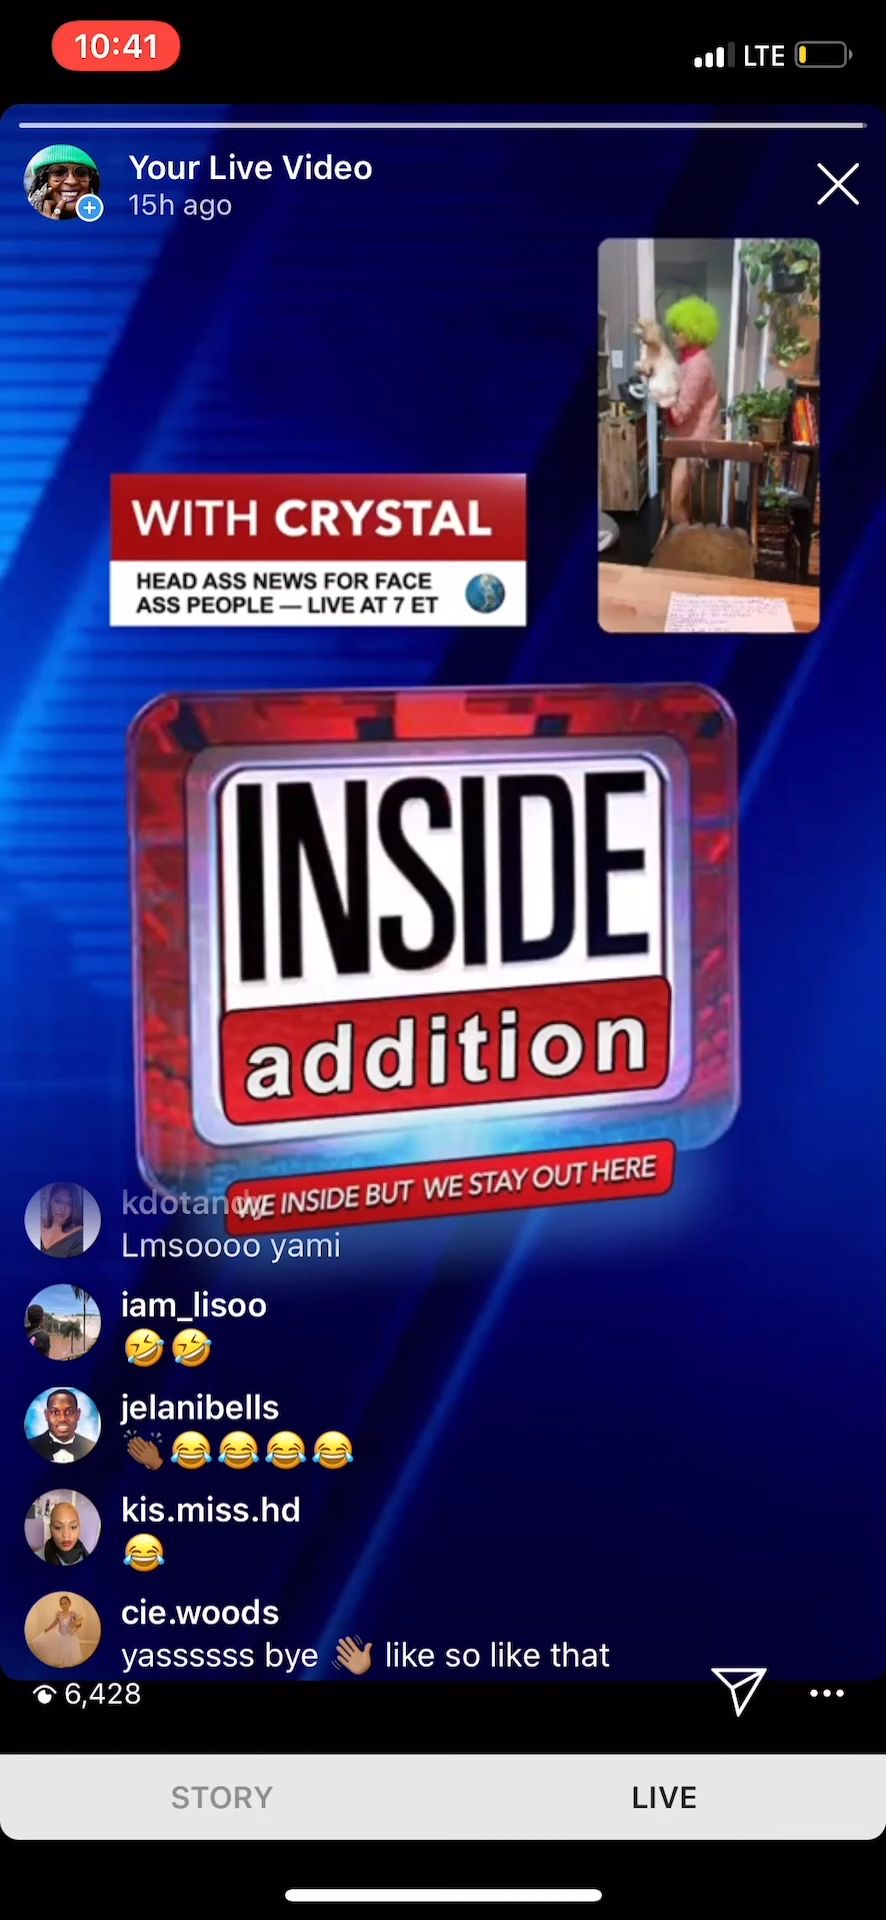 10:41
LTE
Your Live Video
15h ago
WITH CRYSTAL
HEAD ASS NEWS FOR FACE
ASS PEOPLE — LIVE AT 7 ET
INSIDE
addition
WE INSIDE BUT WE STAY OUT HERE
Lmsoooo yami
iam_lisoo
🤣🤣
jelanibells
👏🏾😂😂😂😂
kis.miss.hd
😂
cie.woods
yassssss bye 👋🏽 like so like that
6,428
STORY
LIVE